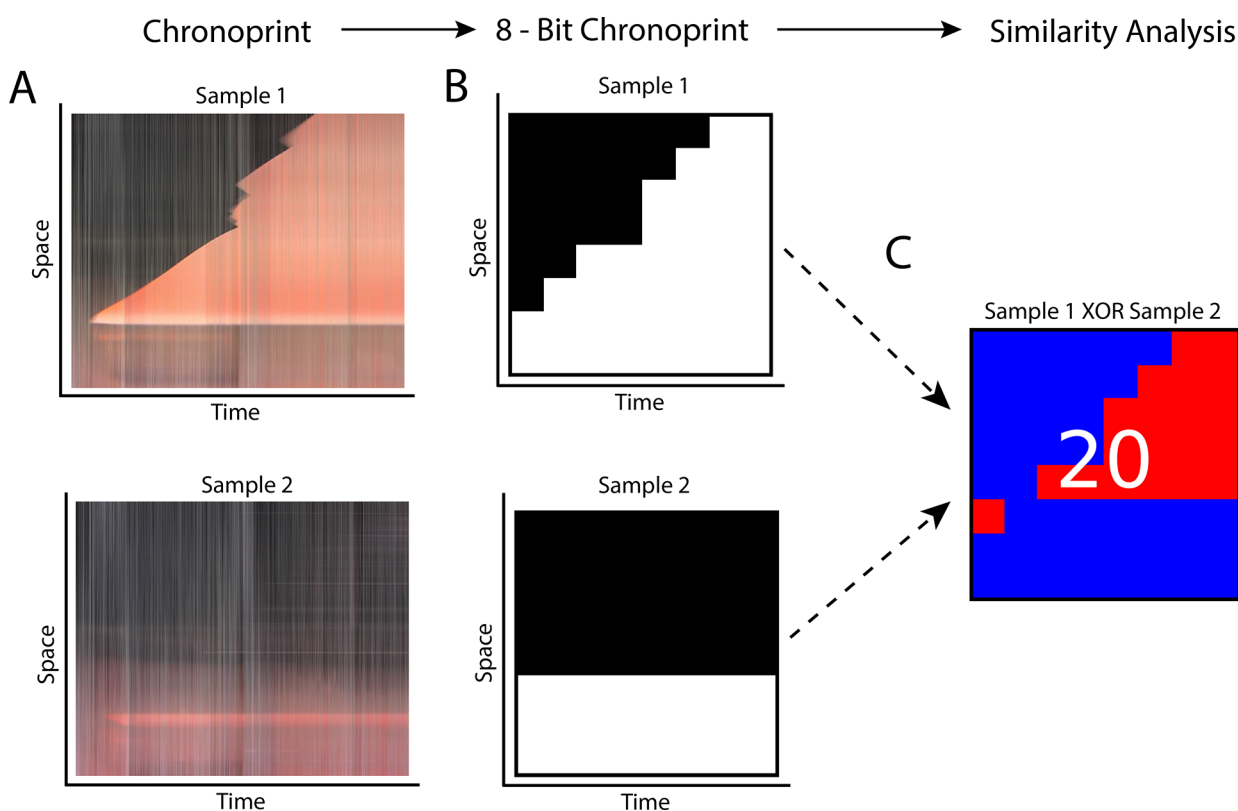 Chronoprint 8 - Bit Chronoprint Similarity Analysis
A
Sample 1
Space
Time
B
Sample 1
Space
Time
C
Sample 1 XOR Sample 2
20
Sample 2
Space
Time
Sample 2
Space
Time